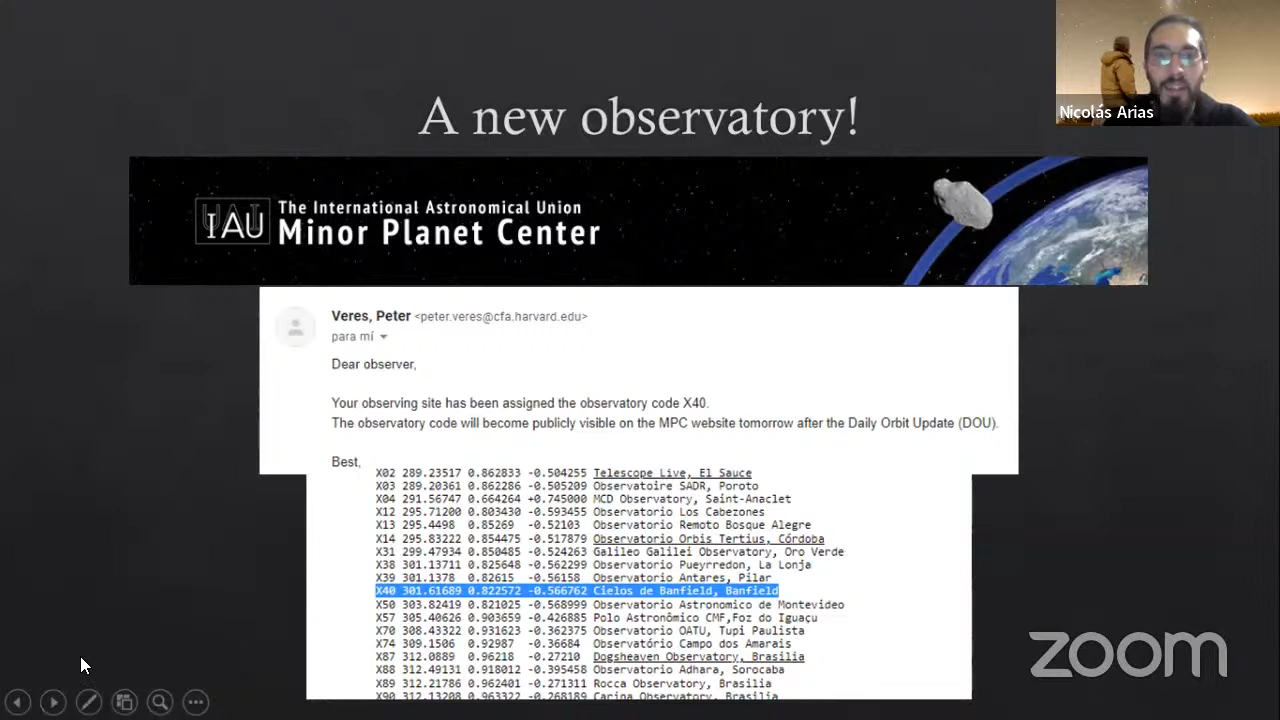 A new observatory!
Nicolás Arias
IAU
The International Astronomical Union
Minor Planet Center
Veres, Peter <peter.veres@cfa.harvard.edu>
para mí
Dear observer,
Your observing site has been assigned the observatory code X40.
The observatory code will become publicly visible on the MPC website tomorrow after the Daily Orbit Update (DOU).
Best,
X02 289.23517 0.862833 -0.504255 Telescope Live, El Sauce
X03 289.20361 0.862286 -0.505209 Observatoire SADR, Poroto
X04 291.56747 0.664264 +0.745000 MCD Observatory, Saint-Anaclet
X12 295.71200 0.803430 -0.593455 Observatorio Los Cabezones
X13 295.4498 0.85269 -0.52103 Observatorio Remoto Bosque Alegre
X14 295.83222 0.854475 -0.517879 Observatorio Orbis Tertius, Córdoba
X31 299.47934 0.850485 -0.524263 Galileo Galilei Observatory, Oro Verde
X38 301.13711 0.825648 -0.562299 Observatorio Pueyrredon, La Lonja
X39 301.1378 0.82615 -0.56158 Observatorio Antares, Pilar
X40 301.61689 0.822572 -0.566762 Cielos de Banfield, Banfield
X50 303.82419 0.821025 -0.568999 Observatorio Astronomico de Montevideo
X57 305.40626 0.903659 -0.426885 Polo Astronômico CMF,Foz do Iguaçu
X70 308.43322 0.931623 -0.362375 Observatorio OATU, Tupi Paulista
X74 309.1506 0.92987 -0.36684 Observatório Campo dos Amarais
X87 312.0889 0.96218 -0.27210 Dogsheaven Observatory, Brasilia
X88 312.49131 0.918012 -0.395458 Observatorio Adhara, Sorocaba
X89 312.21786 0.962401 -0.271311 Rocca Observatory, Brasilia
X90 312.13208 0.963322 -0.268189 Carina Observatory, Brasilia
zoom